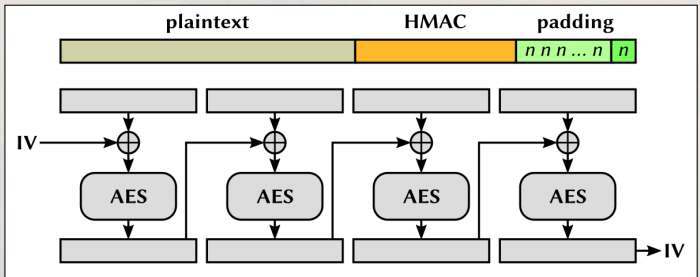 plaintext HMAC padding
n n n ... n n
IV
AES AES AES AES
IV